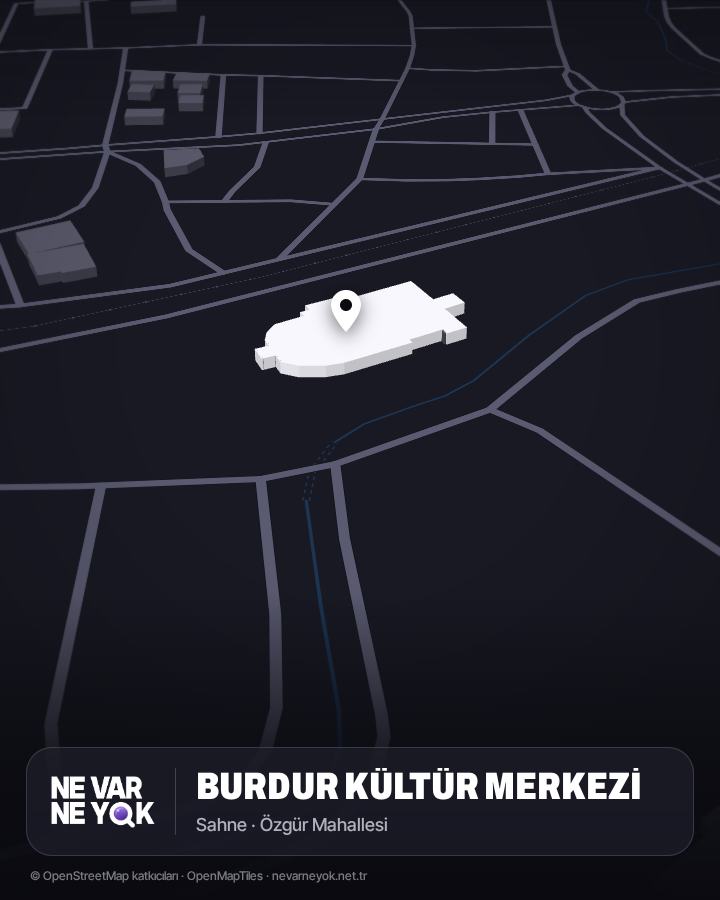 NE VAR
NE YOK
BURDUR KÜLTÜR MERKEZİ
Sahne · Özgür Mahallesi
© OpenStreetMap katkıcıları · OpenMapTiles · nevarneyok.net.tr